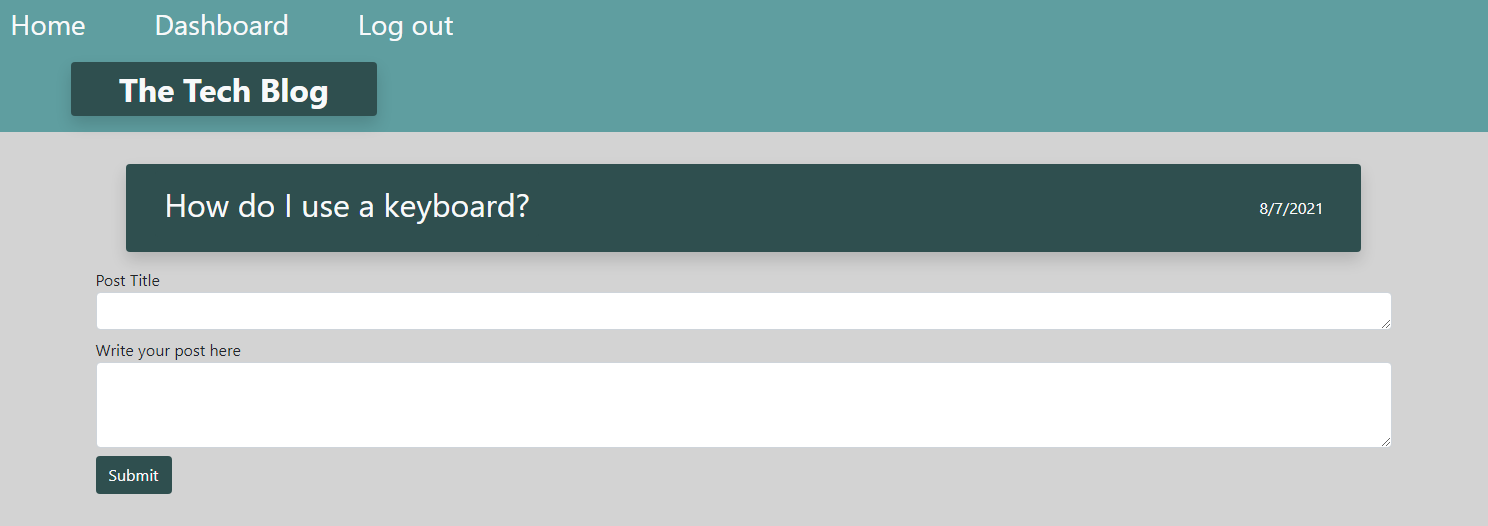 Home Dashboard Log out
The Tech Blog
How do I use a keyboard? 8/7/2021
Post Title
Write your post here
Submit